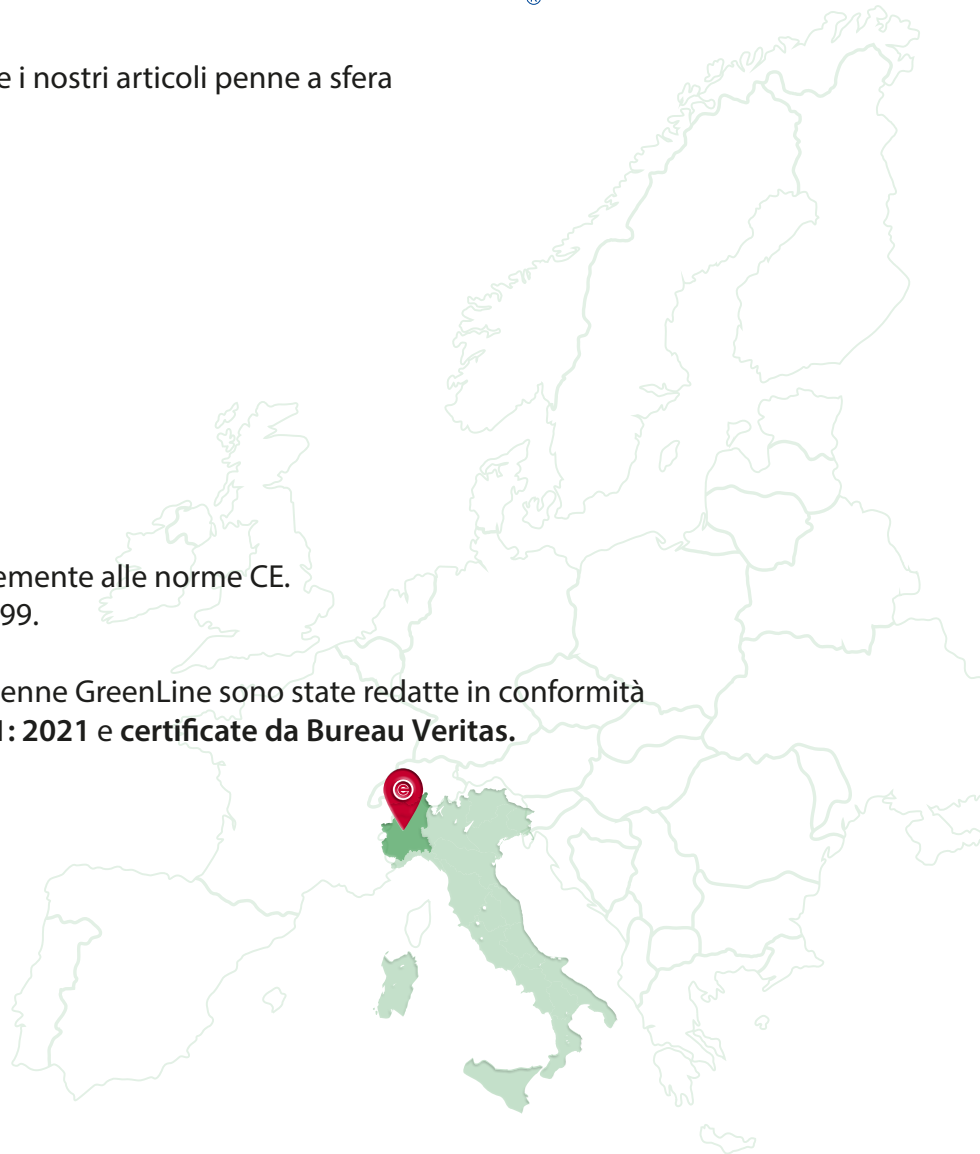 ®
e i nostri articoli penne a sfera
emente alle norme CE.
99.
enne GreenLine sono state redatte in conformità
1: 2021 e certificate da Bureau Veritas.
e